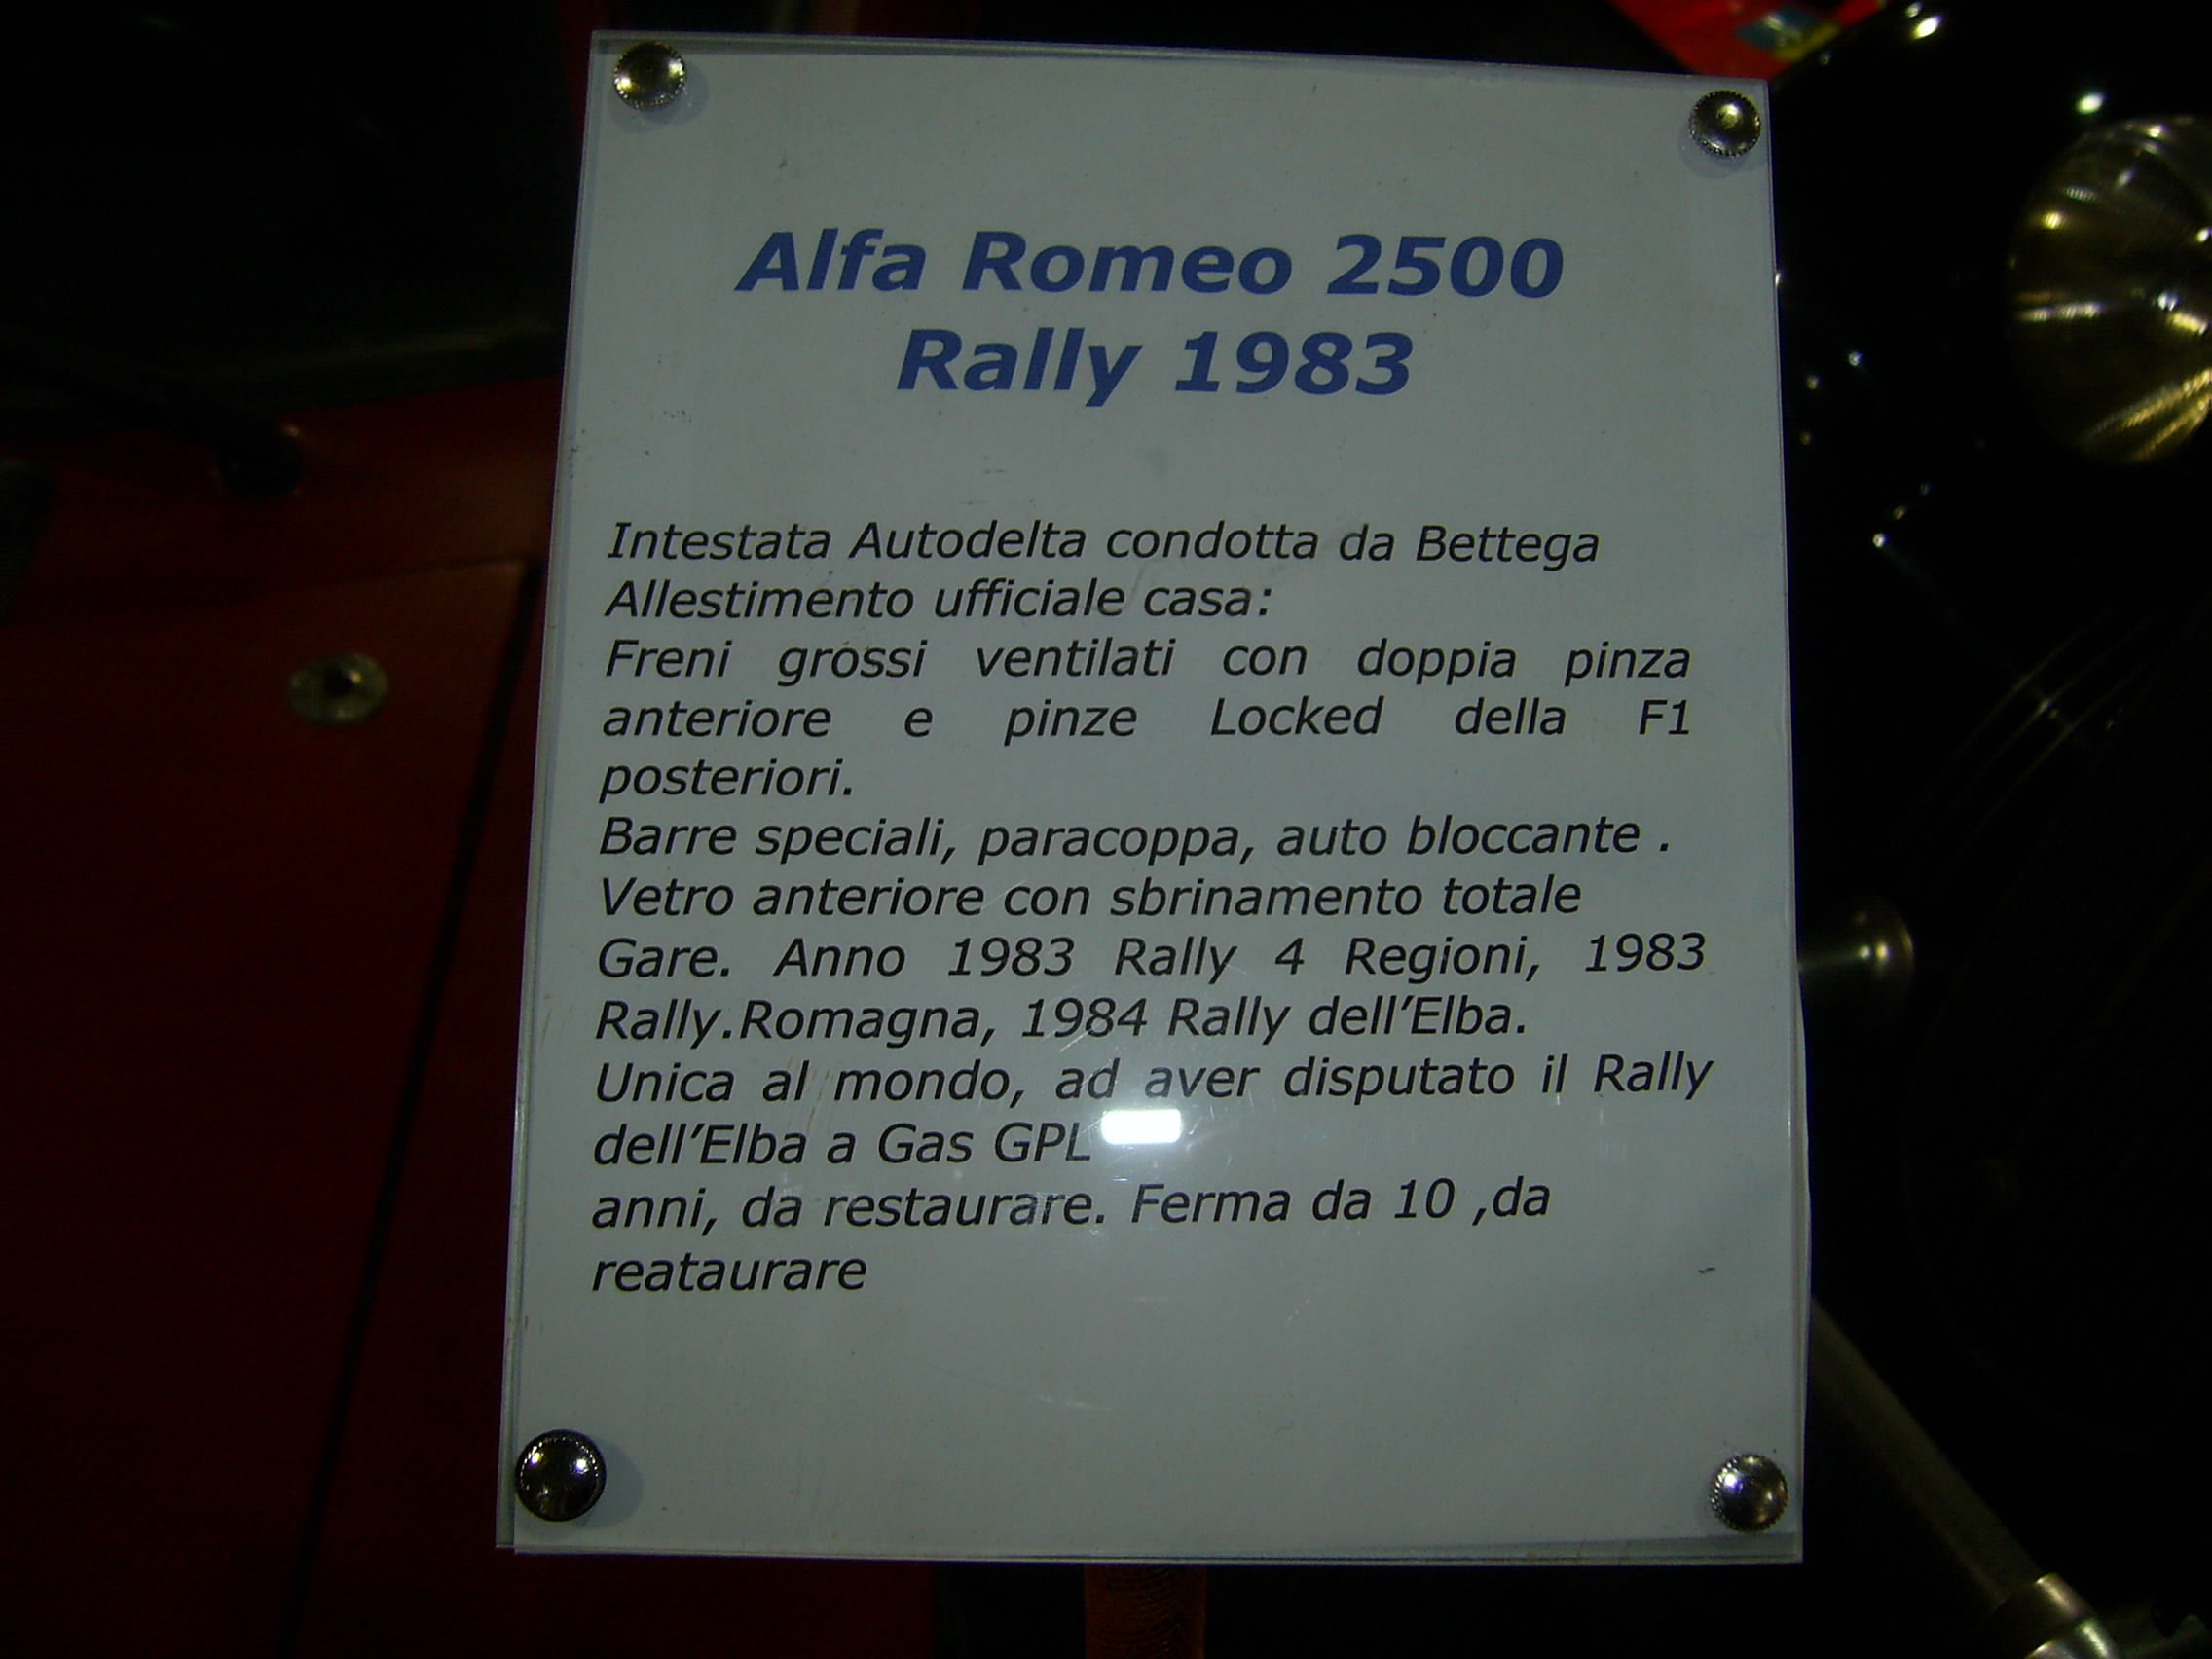 Alfa Romeo 2500
Rally 1983
Intestata Autodelta condotta da Bettega
Allestimento ufficiale casa:
Freni grossi ventilati con doppia pinza
anteriore e pinze Locked della F1
posteriori.
Barre speciali, paracoppa, auto bloccante .
Vetro anteriore con sbrinamento totale
Gare. Anno 1983 Rally 4 Regioni, 1983
Rally.Romagna, 1984 Rally dell'Elba.
Unica al mondo, ad aver disputato il Rally
dell'Elba a Gas GPL
anni, da restaurare. Ferma da 10 ,da
reataurare